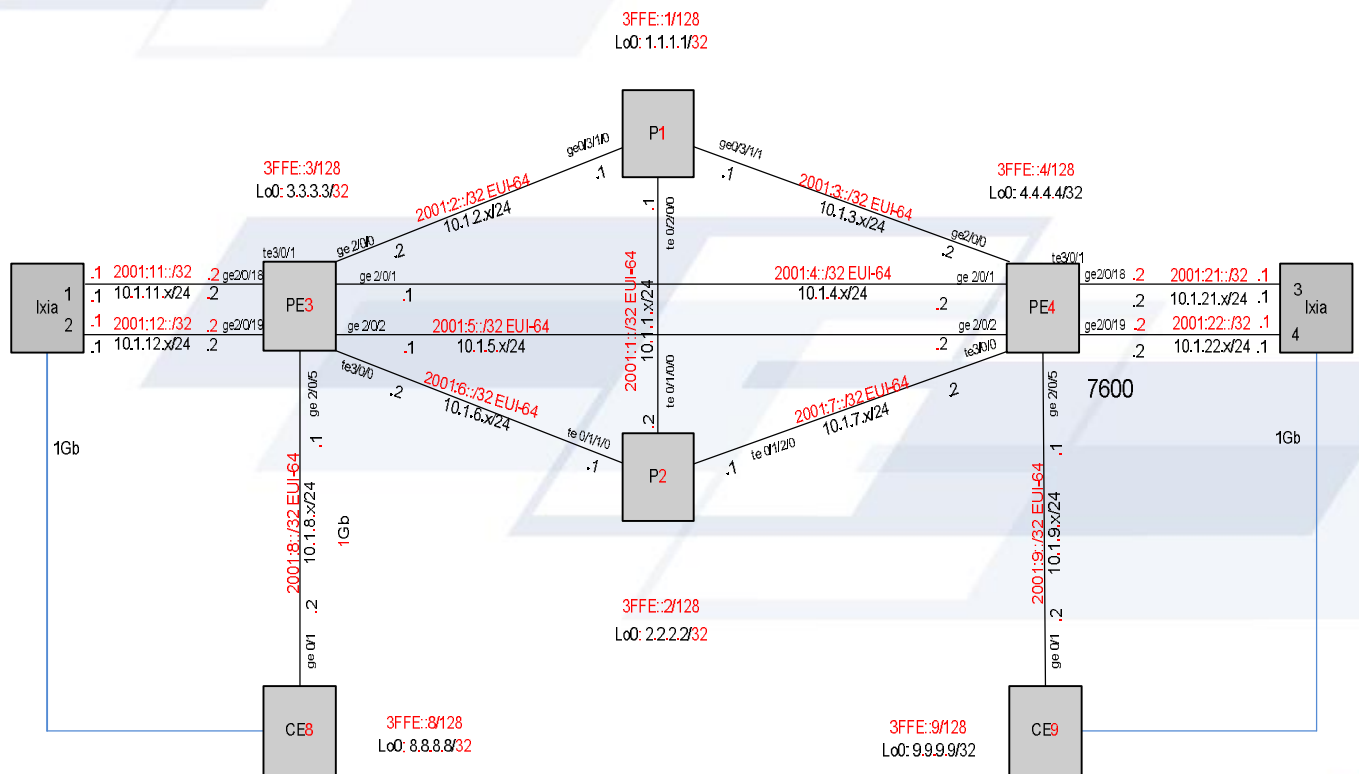 3FFE::1/128
Lo0: 1.1.1.1/32
P1
ge0/3/1/0
.1
ge0/3/1/1
.1
3FFE::3/128
Lo0: 3.3.3.3/32
3FFE::4/128
Lo0: 4.4.4.4/32
2001:2::/32 EUI-64
10.1.2.x/24
2001:3::/32 EUI-64
10.1.3.x/24
.1
te 0/2/0/0
te3/0/1
ge 2/0/0
.2
ge2/0/0
.2
te3/0/1
Ixia
1
2
.1 2001:11::/32 .2 ge2/0/18
.1 10.1.11.x/24 .2
.1 2001:12::/32 .2 ge2/0/19
.1 10.1.12.x/24 .2
PE3
ge 2/0/1
.1
2001:4::/32 EUI-64
10.1.4.x/24
ge 2/0/1
.2
ge 2/0/2
.1
2001:5::/32 EUI-64
10.1.5.x/24
ge 2/0/2
.2
PE4
ge2/0/18 .2 2001:21::/32 .1
.2 10.1.21.x/24 .1
ge2/0/19 .2 2001:22::/32 .1
.2 10.1.22.x/24 .1
3
Ixia
4
2001:1::/32 EUI-64
10.1.1.x/24
te 0/1/0/0
.2
te3/0/0
.2
2001:6::/32 EUI-64
10.1.6.x/24
te 0/1/1/0
.1
te3/0/0
.2
2001:7::/32 EUI-64
10.1.7.x/24
te 0/1/2/0
.1
7600
P2
1Gb
ge 2/0/5
.1
2001:8::/32 EUI-64
10.1.8.x/24
1Gb
.2
ge 0/1
ge 2/0/5
.1
2001:9::/32 EUI-64
10.1.9.x/24
.2
ge 0/1
1Gb
3FFE::2/128
Lo0: 2.2.2.2/32
CE8
3FFE::8/128
Lo0: 8.8.8.8/32
3FFE::9/128
Lo0: 9.9.9.9/32
CE9